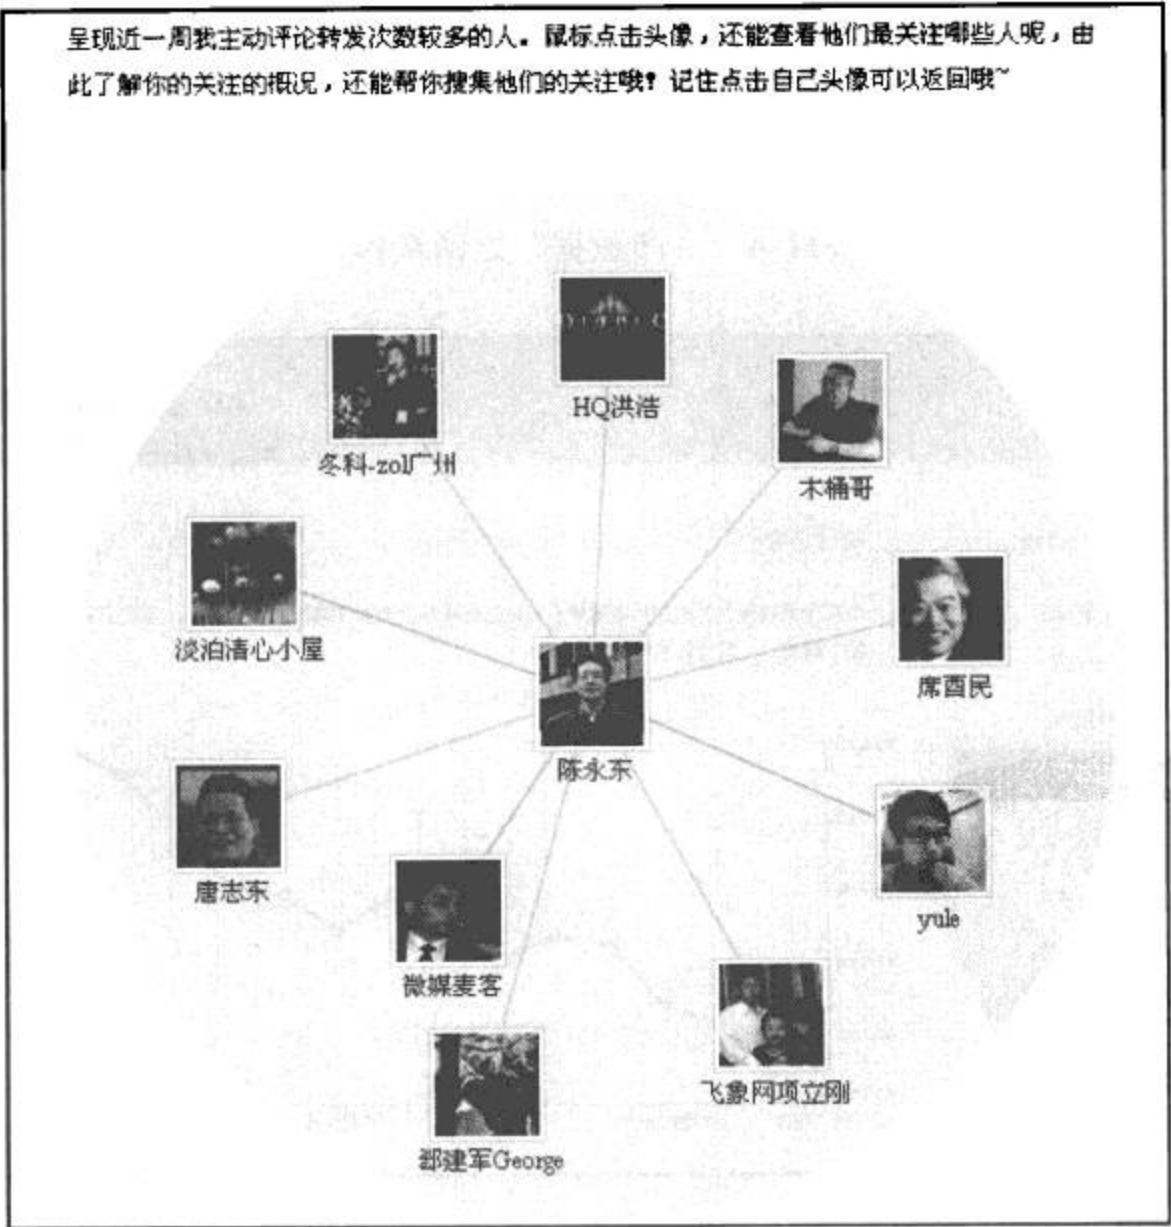 呈现近一周我主动评论转发次数较多的人。鼠标点击头像，还能查看他们最关注哪些人呢，由
此了解你的关注的概况，还能帮你搜集他们的关注哦！记住点击自己头像可以返回哦~
HQ洪浩
冬科-zol广州
木桶哥
淡泊清心小屋
席酉民
陈永东
唐志东
yule
微媒麦客
飞象网项立刚
郄建军George